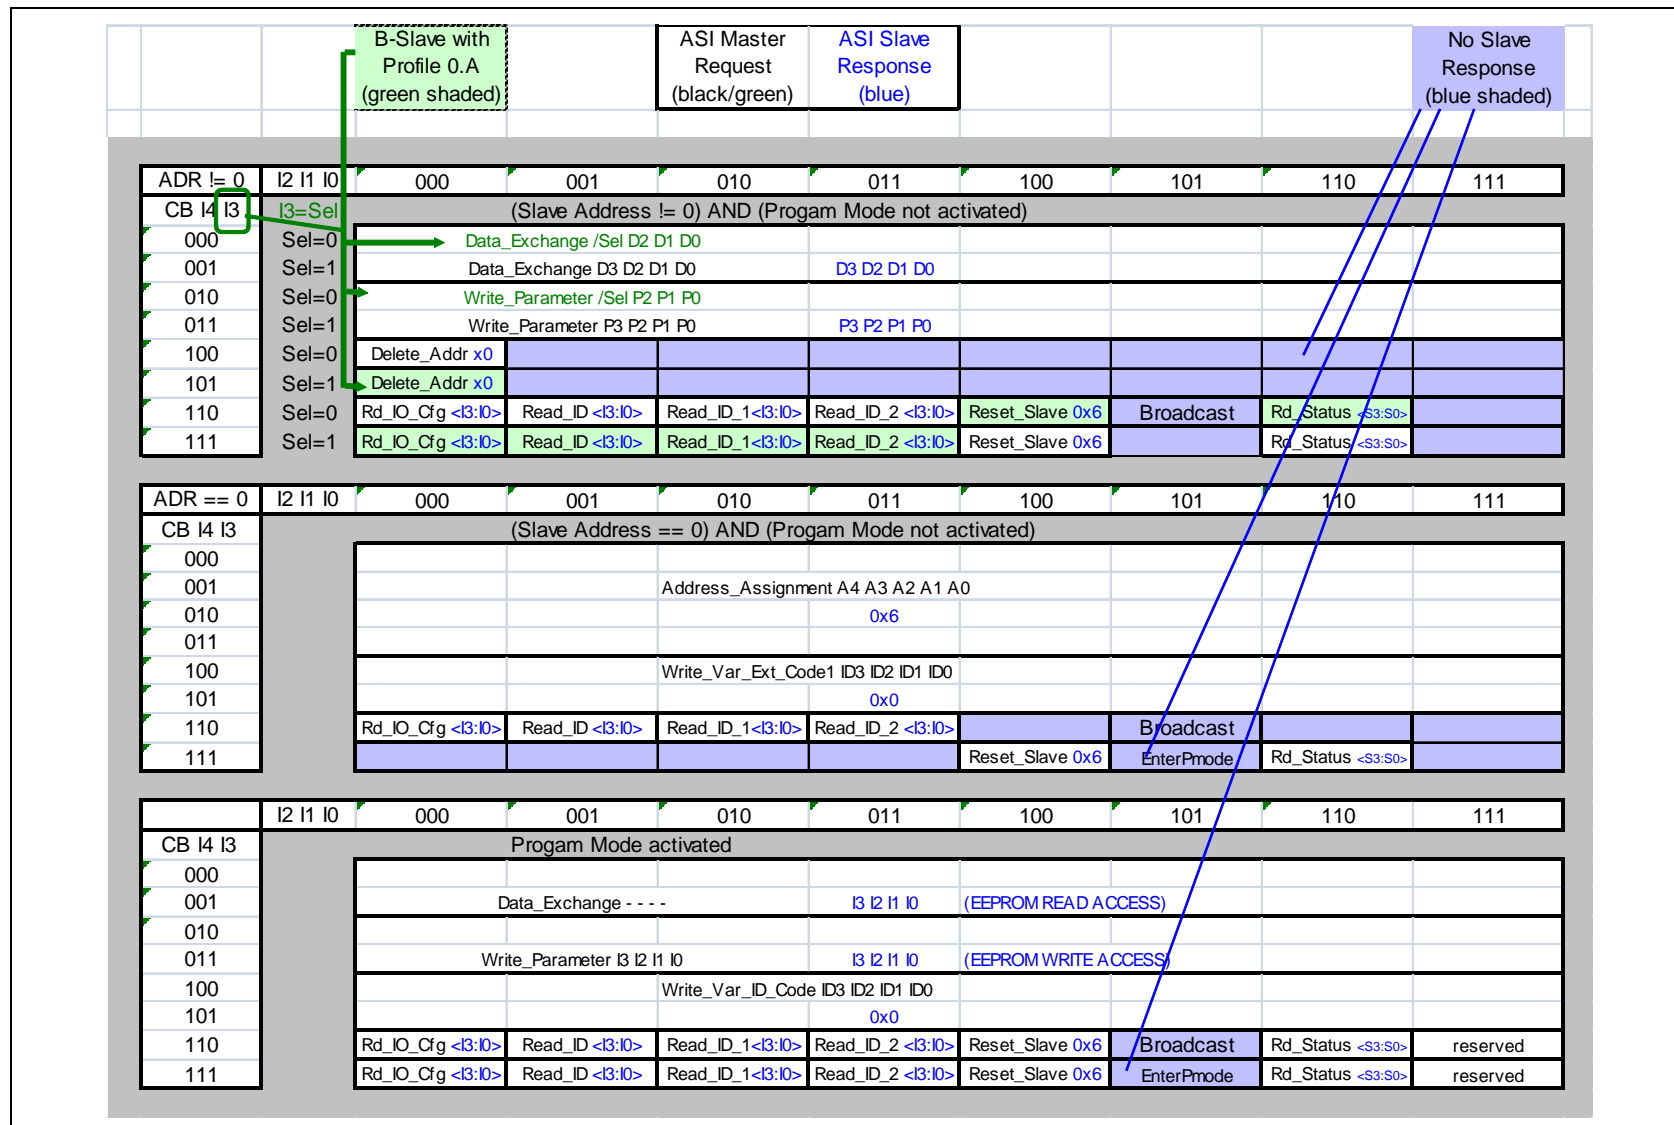 B-Slave with
Profile 0.A
(green shaded)
ASI Master
Request
(black/green)
ASI Slave
Response
(blue)
No Slave
Response
(blue shaded)
ADR != 0 I2 I1 I0 000 001 010 011 100 101 110 111
CB I4 I3 I3=Sel (Slave Address != 0) AND (Progam Mode not activated)
000 Sel=0 Data_Exchange /Sel D2 D1 D0
001 Sel=1 Data_Exchange D3 D2 D1 D0 D3 D2 D1 D0
010 Sel=0 Write_Parameter /Sel P2 P1 P0
011 Sel=1 Write_Parameter P3 P2 P1 P0 P3 P2 P1 P0
100 Sel=0 Delete_Addr x0
101 Sel=1 Delete_Addr x0
110 Sel=0 Rd_IO_Cfg <I3:I0> Read_ID <I3:I0> Read_ID_1<I3:I0> Read_ID_2 <I3:I0> Reset_Slave 0x6 Broadcast Rd_Status <S3:S0>
111 Sel=1 Rd_IO_Cfg <I3:I0> Read_ID <I3:I0> Read_ID_1<I3:I0> Read_ID_2 <I3:I0> Reset_Slave 0x6 Rd_Status <S3:S0>
ADR == 0 I2 I1 I0 000 001 010 011 100 101 110 111
CB I4 I3 (Slave Address == 0) AND (Progam Mode not activated)
000
001 Address_Assignment A4 A3 A2 A1 A0
010 0x6
011
100 Write_Var_Ext_Code1 ID3 ID2 ID1 ID0
101 0x0
110 Rd_IO_Cfg <I3:I0> Read_ID <I3:I0> Read_ID_1<I3:I0> Read_ID_2 <I3:I0> Broadcast
111 Reset_Slave 0x6 EnterPmode Rd_Status <S3:S0>
I2 I1 I0 000 001 010 011 100 101 110 111
CB I4 I3 Progam Mode activated
000
001 Data_Exchange - - - - I3 I2 I1 I0 (EEPROM READ ACCESS)
010
011 Write_Parameter I3 I2 I1 I0 I3 I2 I1 I0 (EEPROM WRITE ACCESS)
100 Write_Var_ID_Code ID3 ID2 ID1 ID0
101 0x0
110 Rd_IO_Cfg <I3:I0> Read_ID <I3:I0> Read_ID_1<I3:I0> Read_ID_2 <I3:I0> Reset_Slave 0x6 Broadcast Rd_Status <S3:S0> reserved
111 Rd_IO_Cfg <I3:I0> Read_ID <I3:I0> Read_ID_1<I3:I0> Read_ID_2 <I3:I0> Reset_Slave 0x6 EnterPmode Rd_Status <S3:S0> reserved